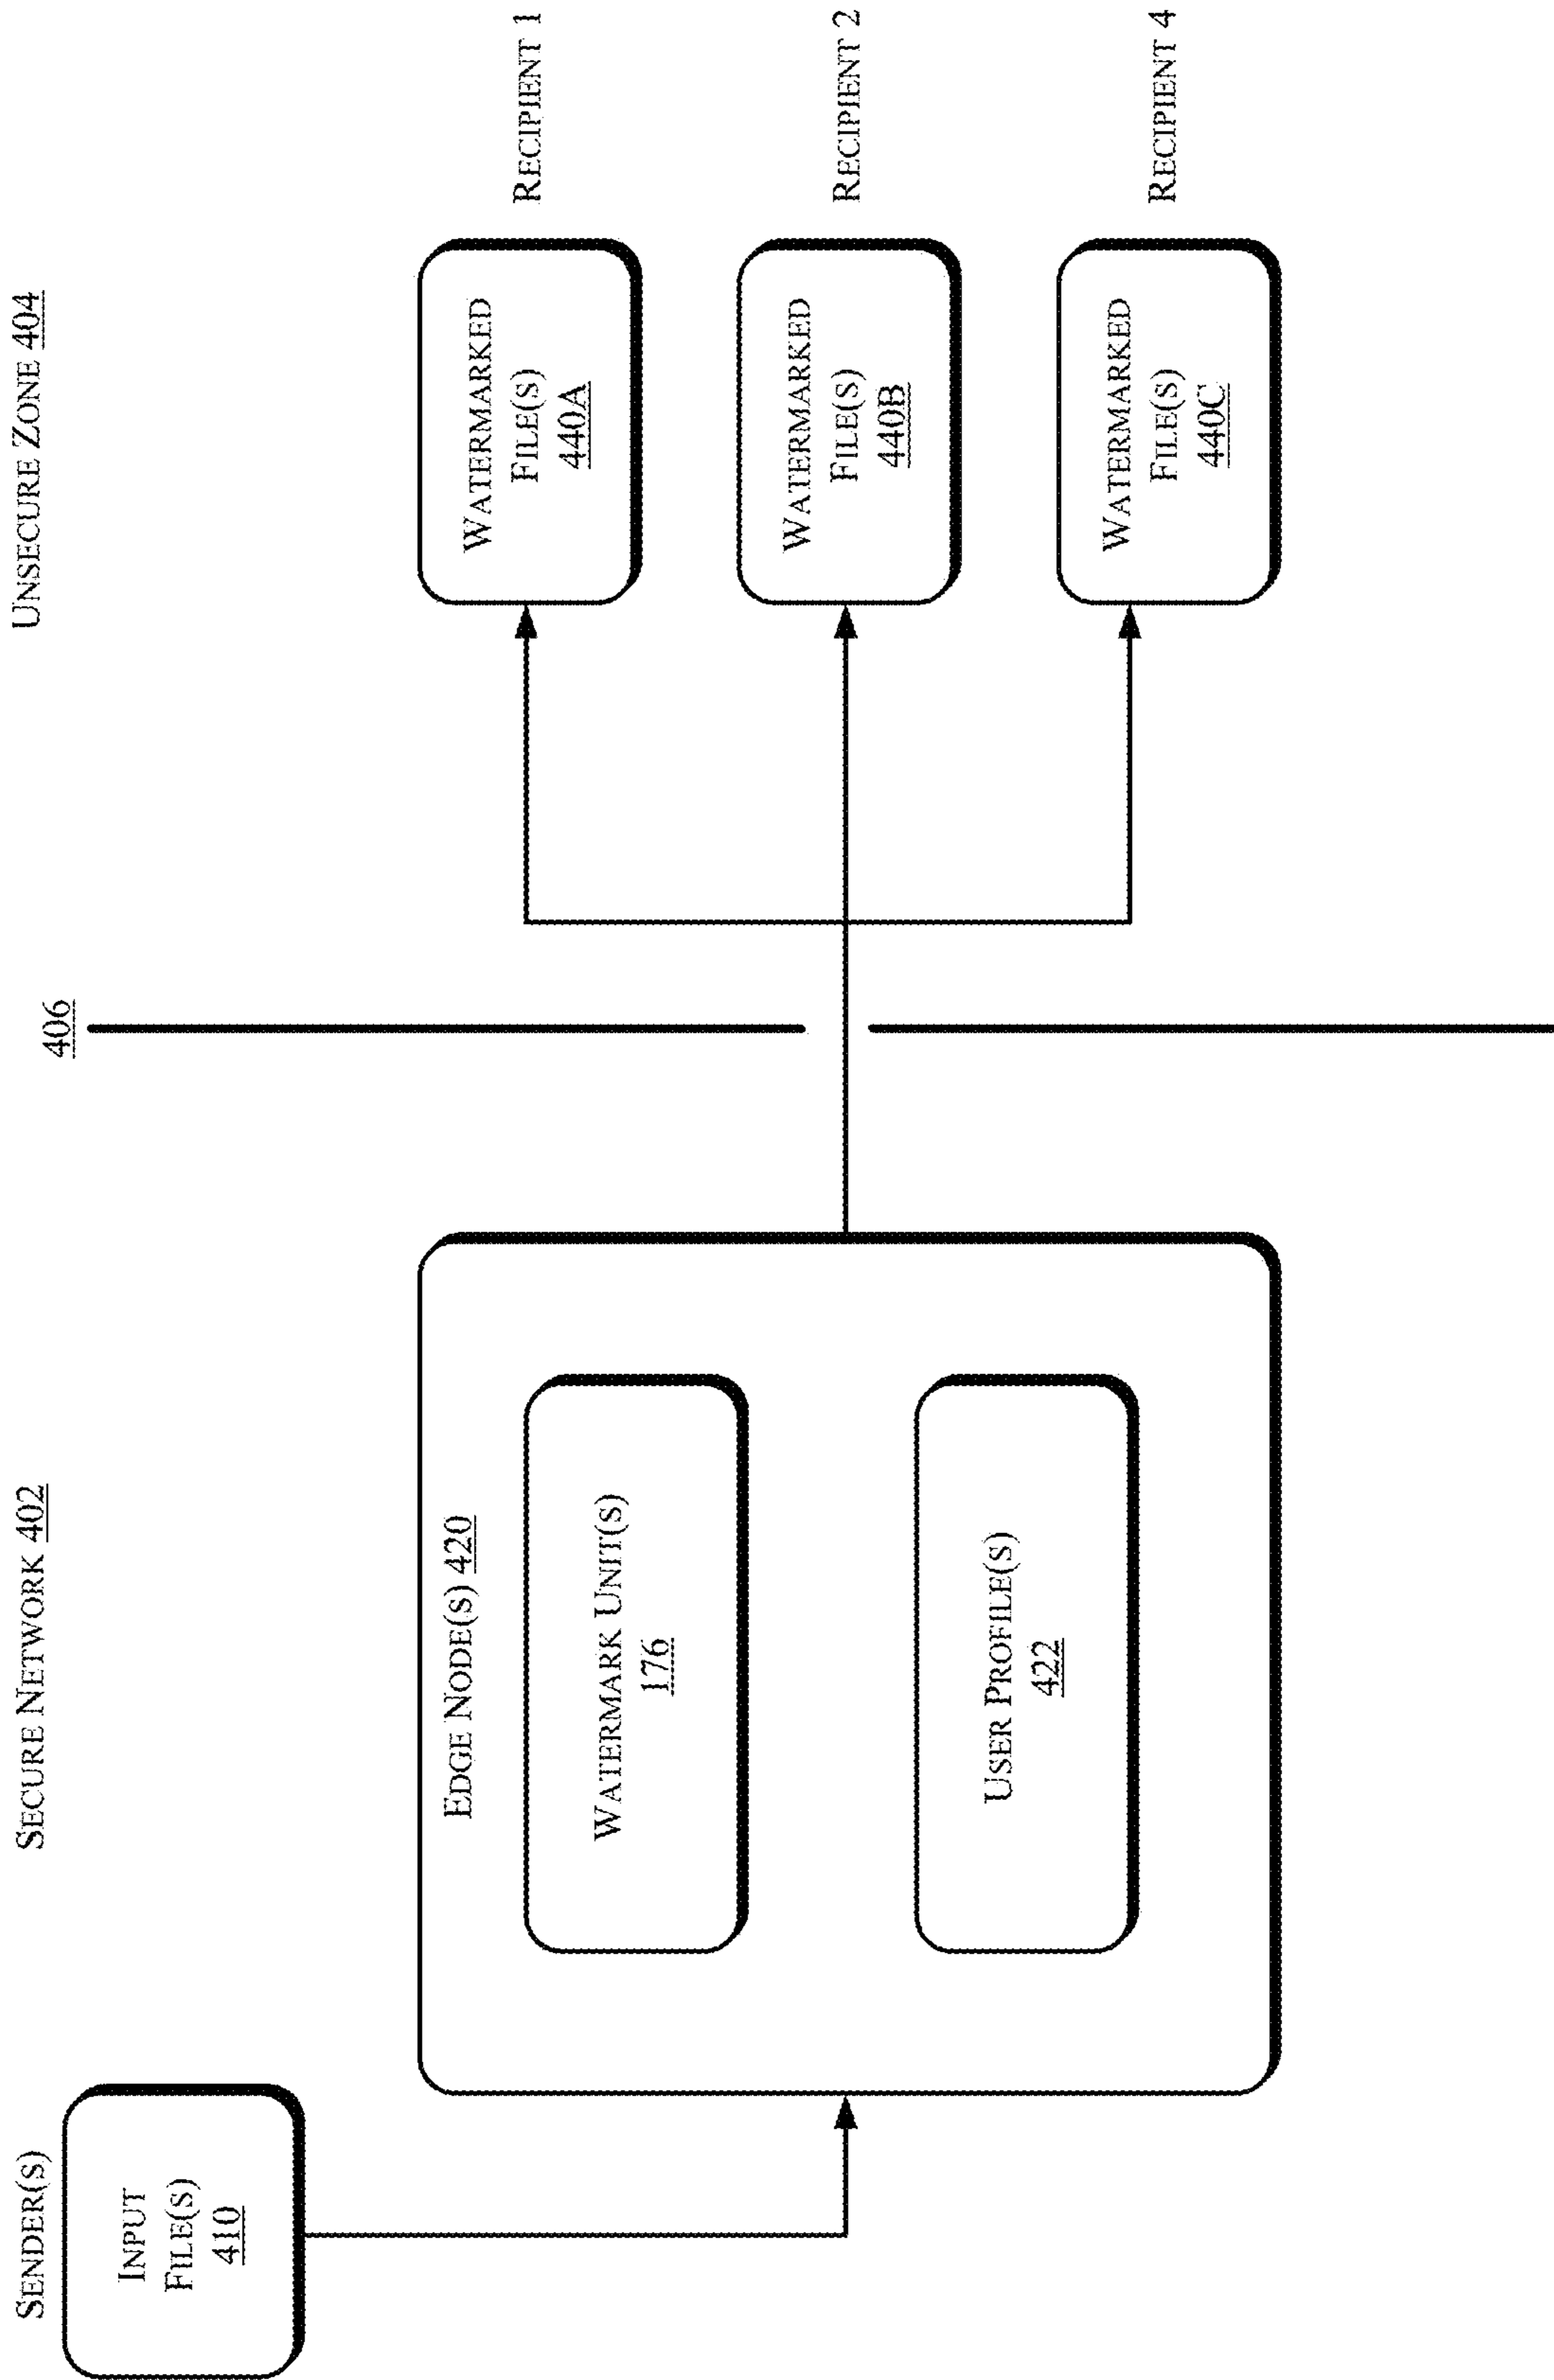 SENDER(S)
INPUT
FILE(S)
410
SECURE NETWORK 402
EDGE NODE(S) 420
WATERMARK UNIT(S)
176
USER PROFILE(S)
422
406
UNSECURE ZONE 404
WATERMARKED
FILE(S)
440A
RECIPIENT 1
WATERMARKED
FILE(S)
440B
RECIPIENT 2
WATERMARKED
FILE(S)
440C
RECIPIENT 4